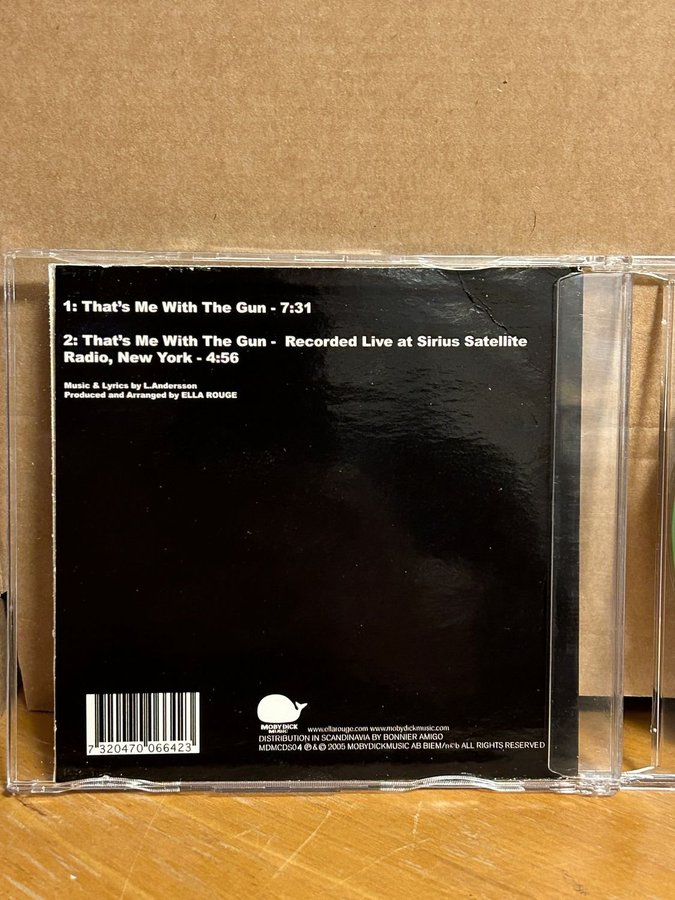 1: That's Me With The Gun - 7:31
2: That's Me With The Gun - Recorded Live at Sirius Satellite
Radio, New York - 4:56
Music & Lyrics by L.Andersson
Produced and Arranged by ELLA ROUGE
7 320470 066423
MOBY DICK
MUSIC
www.ellarouge.com www.mobydickmusic.com
DISTRIBUTION IN SCANDINAVIA BY BONNIER AMIGO
MDMCDS04 ℗ & © 2005 MOBYDICKMUSIC AB BIEM/n©b ALL RIGHTS RESERVED